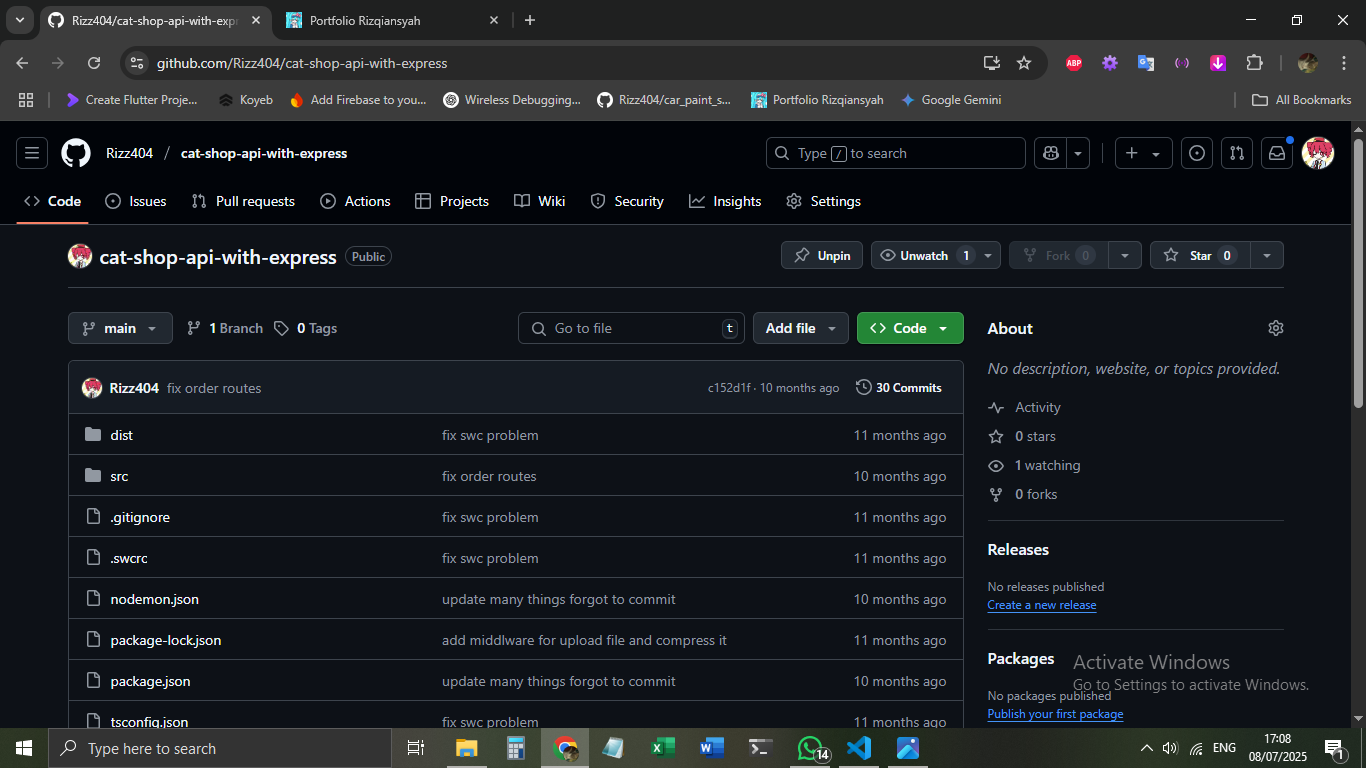 Rizz404/cat-shop-api-with-expr
Portfolio Rizqiansyah
github.com/Rizz404/cat-shop-api-with-express
ABP
Create Flutter Proje...
Koyeb
Add Firebase to you...
Wireless Debugging...
Rizz404/car_paint_s...
Portfolio Rizqiansyah
Google Gemini
All Bookmarks
Rizz404 / cat-shop-api-with-express
Type / to search
Code
Issues
Pull requests
Actions
Projects
Wiki
Security
Insights
Settings
cat-shop-api-with-express Public
Unpin
Unwatch 1
Fork 0
Star 0
main
1 Branch
0 Tags
Go to file t
Add file
Code
About
No description, website, or topics provided.
Rizz404 fix order routes c152d1f · 10 months ago 30 Commits
dist fix swc problem 11 months ago
src fix order routes 10 months ago
.gitignore fix swc problem 11 months ago
.swcrc fix swc problem 11 months ago
nodemon.json update many things forgot to commit 10 months ago
package-lock.json add middlware for upload file and compress it 11 months ago
package.json update many things forgot to commit 10 months ago
tsconfig.json fix swc problem 11 months ago
Activity
0 stars
1 watching
0 forks
Releases
No releases published
Create a new release
Packages
No packages published
Publish your first package
Activate Windows
Go to Settings to activate Windows.
Type here to search
14
ENG
17:08
08/07/2025
1